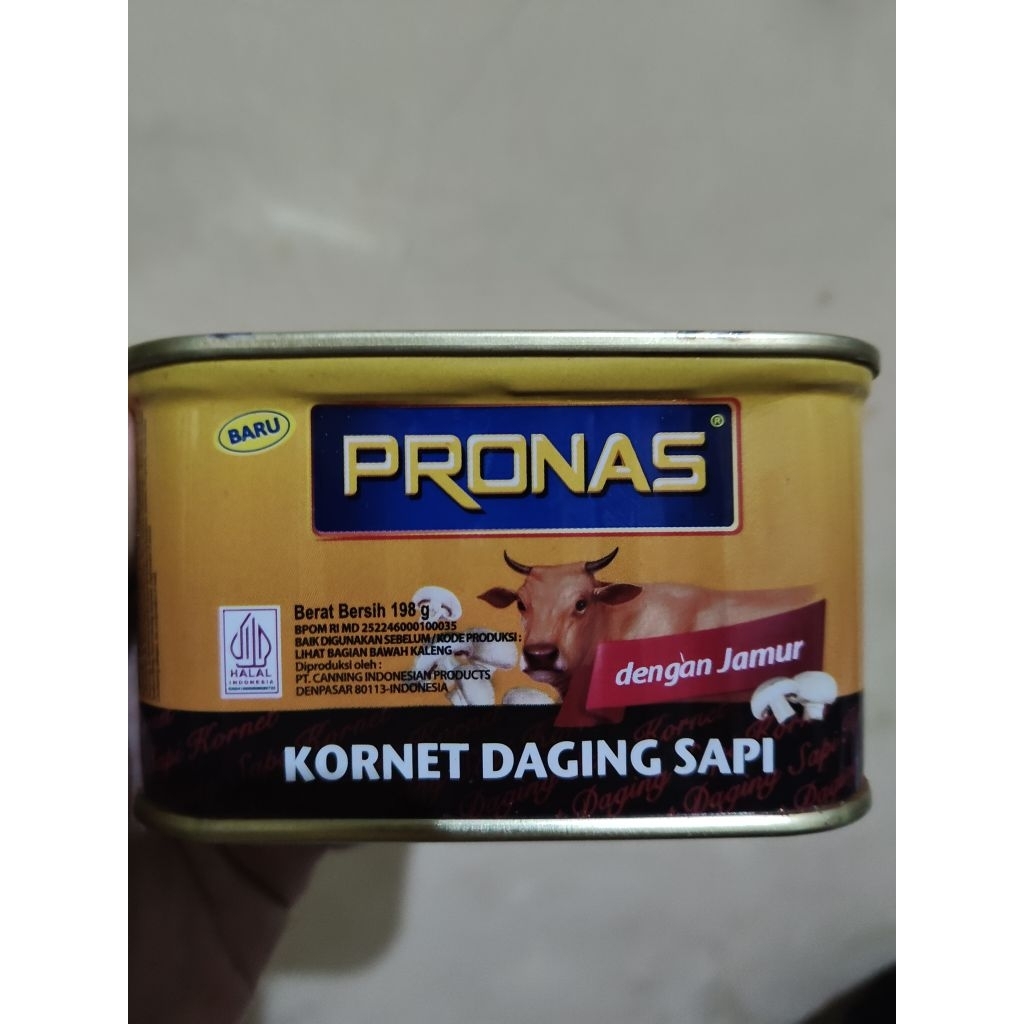 BARU
PRONAS®
Berat Bersih 198 g
BPOM RI MD 252246000100035
BAIK DIGUNAKAN SEBELUM / KODE PRODUKSI :
LIHAT BAGIAN BAWAH KALENG
Diproduksi oleh :
PT. CANNING INDONESIAN PRODUCTS
DENPASAR 80113-INDONESIA
HALAL
INDONESIA
dengan Jamur
KORNET DAGING SAPI